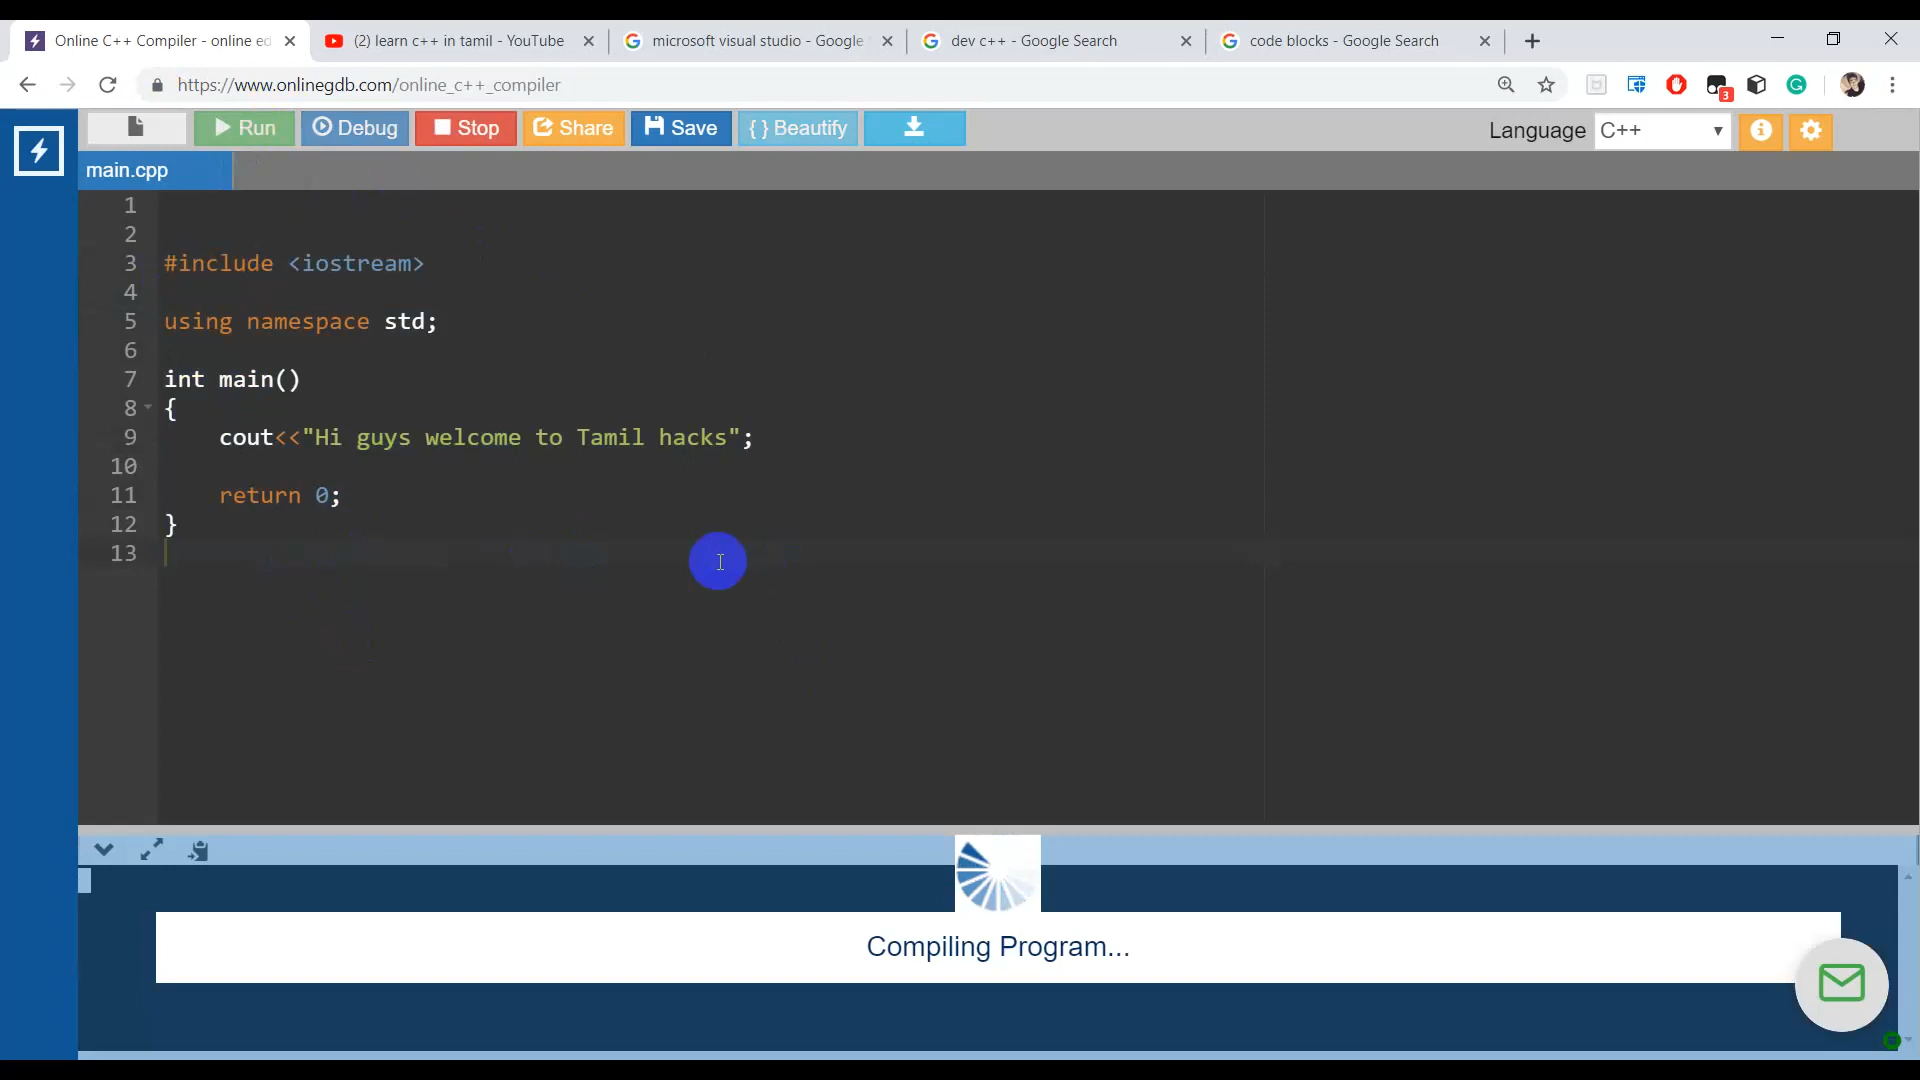 Online C++ Compiler - online ed
(2) learn c++ in tamil - YouTube
microsoft visual studio - Google
dev c++ - Google Search
code blocks - Google Search
https://www.onlinegdb.com/online_c++_compiler
3
Run
Debug
Stop
Share
Save
{ } Beautify
Language
C++
main.cpp
1
2
3 #include <iostream>
4
5 using namespace std;
6
7 int main()
8 {
9 cout<<"Hi guys welcome to Tamil hacks";
10
11 return 0;
12 }
13
Compiling Program...